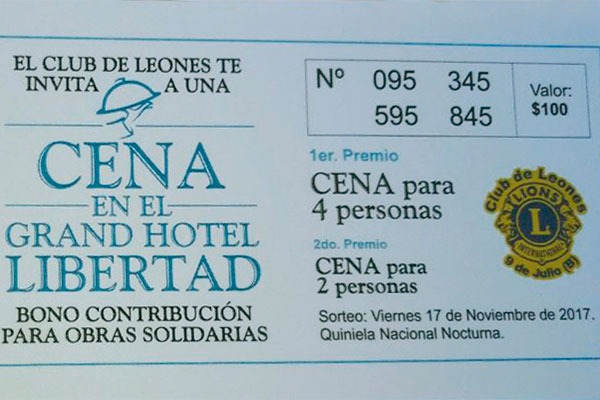 EL CLUB DE LEONES TE
INVITA A UNA
CENA
EN EL
GRAND HOTEL
LIBERTAD
BONO CONTRIBUCIÓN
PARA OBRAS SOLIDARIAS
Nº 095 345
595 845
Valor:
$100
1er. Premio
CENA para
4 personas
2do. Premio
CENA para
2 personas
Club de Leones
LIONS
L
INTERNATIONAL
9 de Julio (B)
Sorteo: Viernes 17 de Noviembre de 2017.
Quiniela Nacional Nocturna.